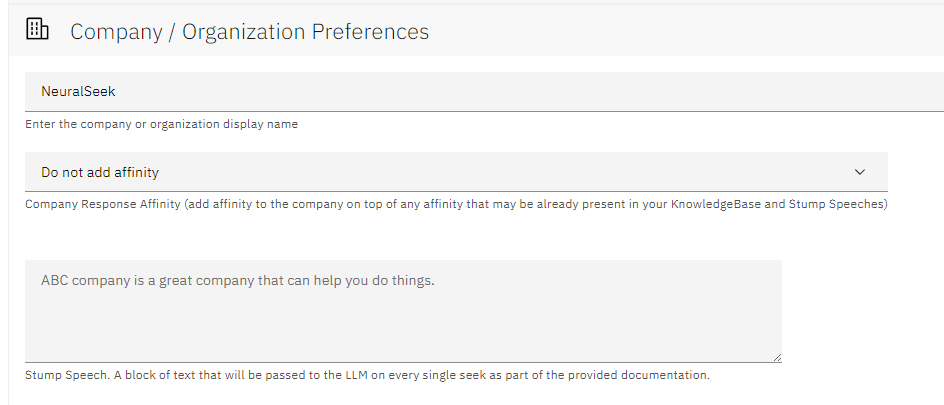 Company / Organization Preferences
NeuralSeek
Enter the company or organization display name
Do not add affinity
Company Response Affinity (add affinity to the company on top of any affinity that may be already present in your KnowledgeBase and Stump Speeches)
ABC company is a great company that can help you do things.
Stump Speech. A block of text that will be passed to the LLM on every single seek as part of the provided documentation.